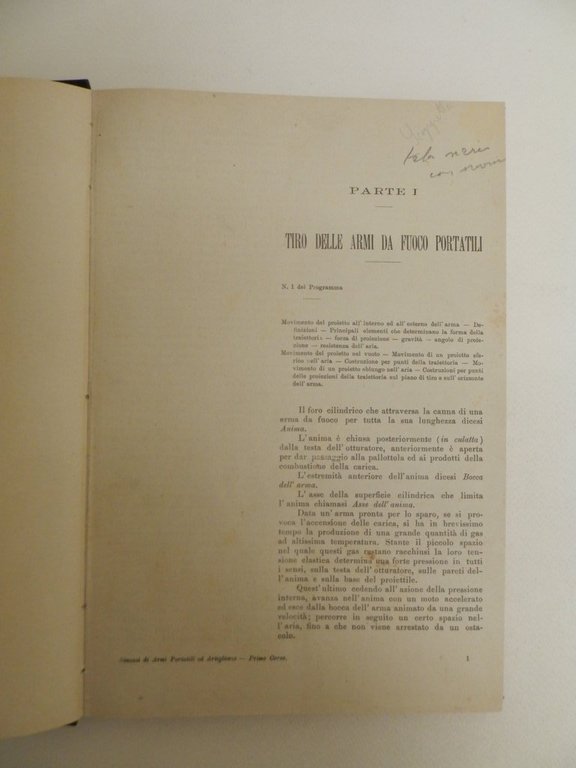 tela nera
con
PARTE I
TIRO DELLE ARMI DA FUOCO PORTATILI
N. 1 del Programma
Movimento del proietto all'interno ed all'esterno dell'arma — De-
finizioni — Principali elementi che determinano la forma della
traiettoria — forza di proiezione — gravità — angolo di proie-
zione — resistenza dell'aria.
Movimento del proietto nel vuoto — Movimento di un proietto sfe-
rico nell'aria — Costruzione per punti della traiettoria — Mo-
vimento di un proietto oblungo nell'aria — Costruzioni per punti
delle proiezioni della traiettoria sul piano di tiro e sull'orizzonte
dell'arma.
Il foro cilindrico che attraversa la canna di una
arma da fuoco per tutta la sua lunghezza dicesi
Anima.
L'anima è chiusa posteriormente (in culatta)
dalla testa dell'otturatore, anteriormente è aperta
per dar passaggio alla pallottola ed ai prodotti della
combustione della carica.
L'estremità anteriore dell'anima dicesi Bocca
dell'arma.
L'asse della superficie cilindrica che limita
l'anima chiamasi Asse dell'anima.
Data un'arma pronta per lo sparo, se si pro-
voca l'accensione della carica, si ha in brevissimo
tempo la produzione di una grande quantità di gas
ad altissima temperatura. Stante il piccolo spazio
nel quale questi gas restano racchiusi la loro ten-
sione elastica determina una forte pressione in tutti
i sensi, sulla testa dell'otturatore, sulle pareti del-
l'anima e sulla base del proiettile.
Quest'ultimo cedendo all'azione della pressione
interna, avanza nell'anima con un moto accelerato
ed esce dalla bocca dell'arma animato da una grande
velocità; percorre in seguito un certo spazio nel-
l'aria, fino a che non viene arrestato da un osta-
colo.
Sinossi di Armi Portatili ed Artiglieria — Primo Corso. 1